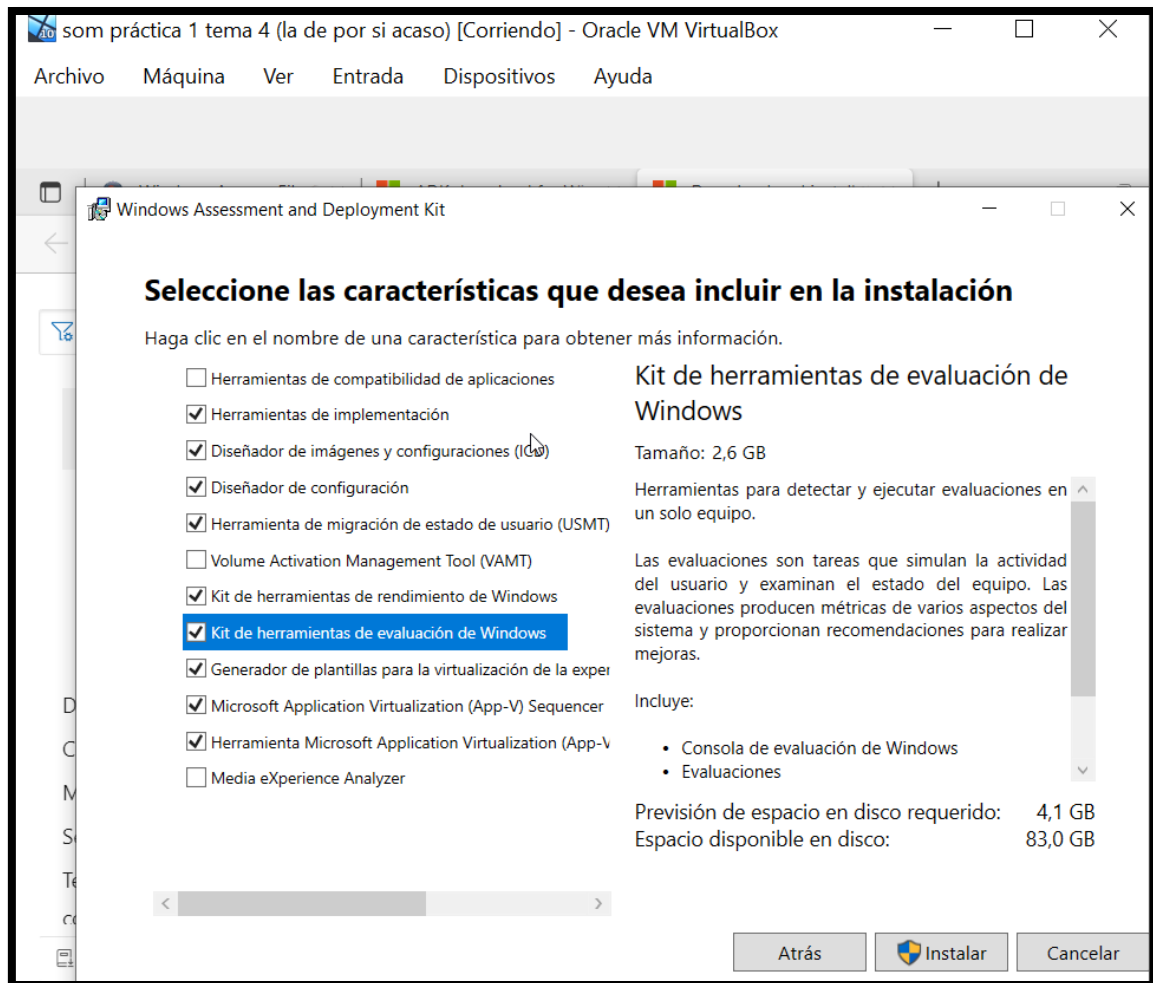 som práctica 1 tema 4 (la de por si acaso) [Corriendo] - Oracle VM VirtualBox
Archivo Máquina Ver Entrada Dispositivos Ayuda
Windows Assessment and Deployment Kit
Seleccione las características que desea incluir en la instalación
Haga clic en el nombre de una característica para obtener más información.
Herramientas de compatibilidad de aplicaciones
Herramientas de implementación
Diseñador de imágenes y configuraciones (ICD)
Diseñador de configuración
Herramienta de migración de estado de usuario (USMT)
Volume Activation Management Tool (VAMT)
Kit de herramientas de rendimiento de Windows
Kit de herramientas de evaluación de Windows
Generador de plantillas para la virtualización de la exper
Microsoft Application Virtualization (App-V) Sequencer
Herramienta Microsoft Application Virtualization (App-V
Media eXperience Analyzer
Kit de herramientas de evaluación de
Windows
Tamaño: 2,6 GB
Herramientas para detectar y ejecutar evaluaciones en
un solo equipo.
Las evaluaciones son tareas que simulan la actividad
del usuario y examinan el estado del equipo. Las
evaluaciones producen métricas de varios aspectos del
sistema y proporcionan recomendaciones para realizar
mejoras.
Incluye:
• Consola de evaluación de Windows
• Evaluaciones
Previsión de espacio en disco requerido: 4,1 GB
Espacio disponible en disco: 83,0 GB
Atrás Instalar Cancelar